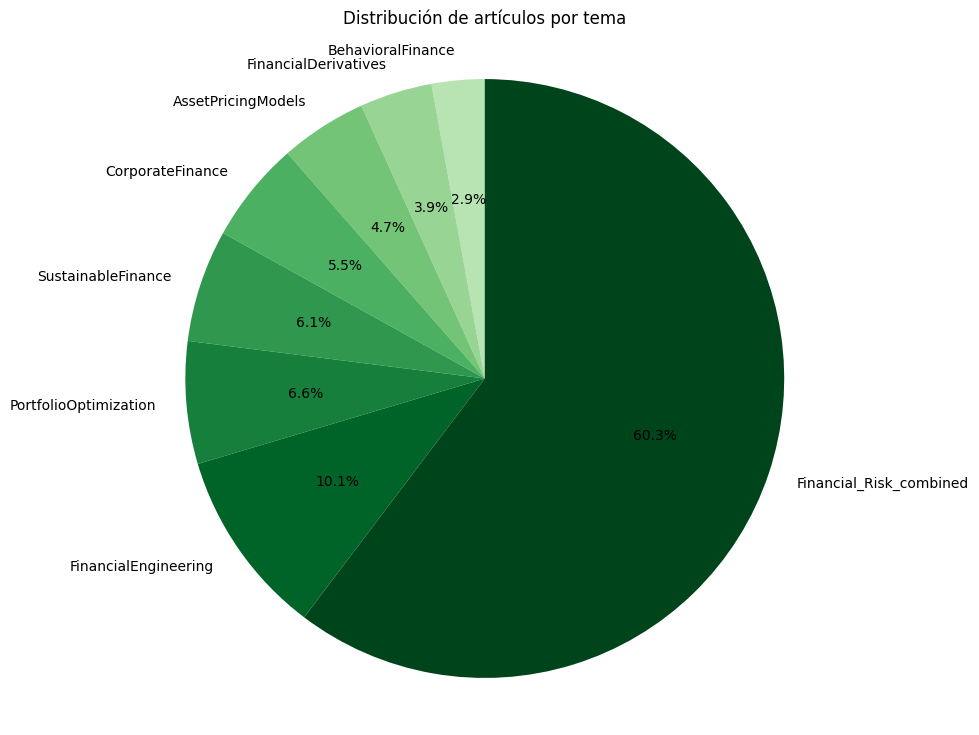 Distribución de artículos por tema
BehavioralFinance
FinancialDerivatives
AssetPricingModels
CorporateFinance
SustainableFinance
PortfolioOptimization
FinancialEngineering
Financial_Risk_combined
2.9%
3.9%
4.7%
5.5%
6.1%
6.6%
10.1%
60.3%